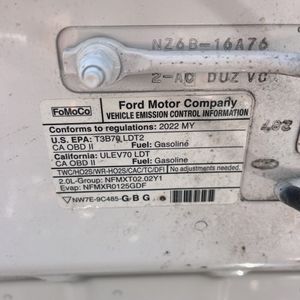 NZ6B-16A76
2-AC DUZ VC
FoMoCo
Ford Motor Company
VEHICLE EMISSION CONTROL INFORMATION
Conforms to regulations: 2022 MY
U.S. EPA: T3B70 LDT2
CA OBD II Fuel: Gasoline
California: ULEV70 LDT
CA OBD II Fuel: Gasoline
TWC/HO2S/WR-HO2S/CAC/TC/DFI No adjustments needed.
2.0L-Group: NFMXT02.02Y1
Evap: NFMXR0125GDF
NW7E-9C485- GBG